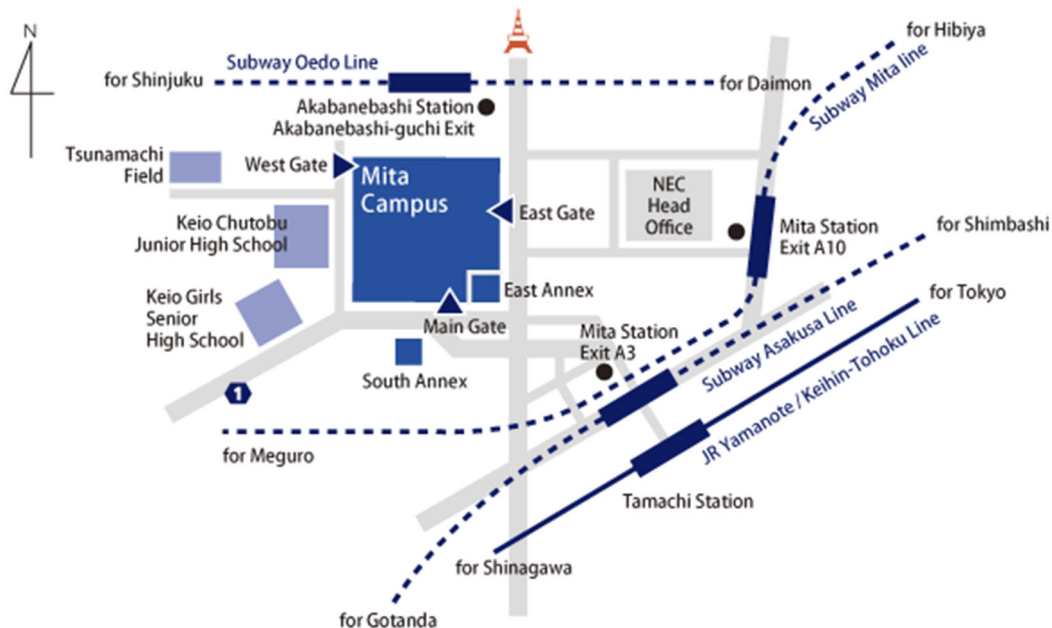 N
for Hibiya
Subway Oedo Line
for Shinjuku
for Daimon
Subway Mita line
Akabanebashi Station
Akabanebashi-guchi Exit
Tsunamachi
Field
West Gate
Mita
Campus
NEC
Head
Office
East Gate
Keio Chutobu
Junior High School
Mita Station
Exit A10
for Shimbashi
Keio Girls
Senior
High School
East Annex
for Tokyo
Main Gate
Mita Station
Exit A3
Subway Asakusa Line
JR Yamanote / Keihin-Tohoku Line
South Annex
1
for Meguro
Tamachi Station
for Shinagawa
for Gotanda